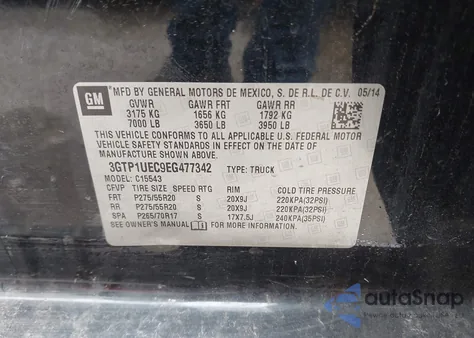 GM
MFD BY GENERAL MOTORS DE MEXICO, S. DE R.L. DE C.V. 05/14
GVWR GAWR FRT GAWR RR
3175 KG 1656 KG 1792 KG
7000 LB 3650 LB 3950 LB
THIS VEHICLE CONFORMS TO ALL APPLICABLE U.S. FEDERAL MOTOR
VEHICLE SAFETY, BUMPER, AND THEFT PREVENTION STANDARDS IN
EFFECT ON THE DATE OF MANUFACTURE SHOWN ABOVE.
3GTP1UEC9EG477342 TYPE: TRUCK
MODEL: C15543
CFVP TIRE SIZE SPEED RTG RIM COLD TIRE PRESSURE
FRT P275/55R20 S 20X9J 220KPA(32PSI)
RR P275/55R20 S 20X9J 220KPA(32PSI)
SPA P265/70R17 S 17X7.5J 240KPA(35PSI)
SEE OWNER'S MANUAL FOR MORE INFORMATION
autoSnap